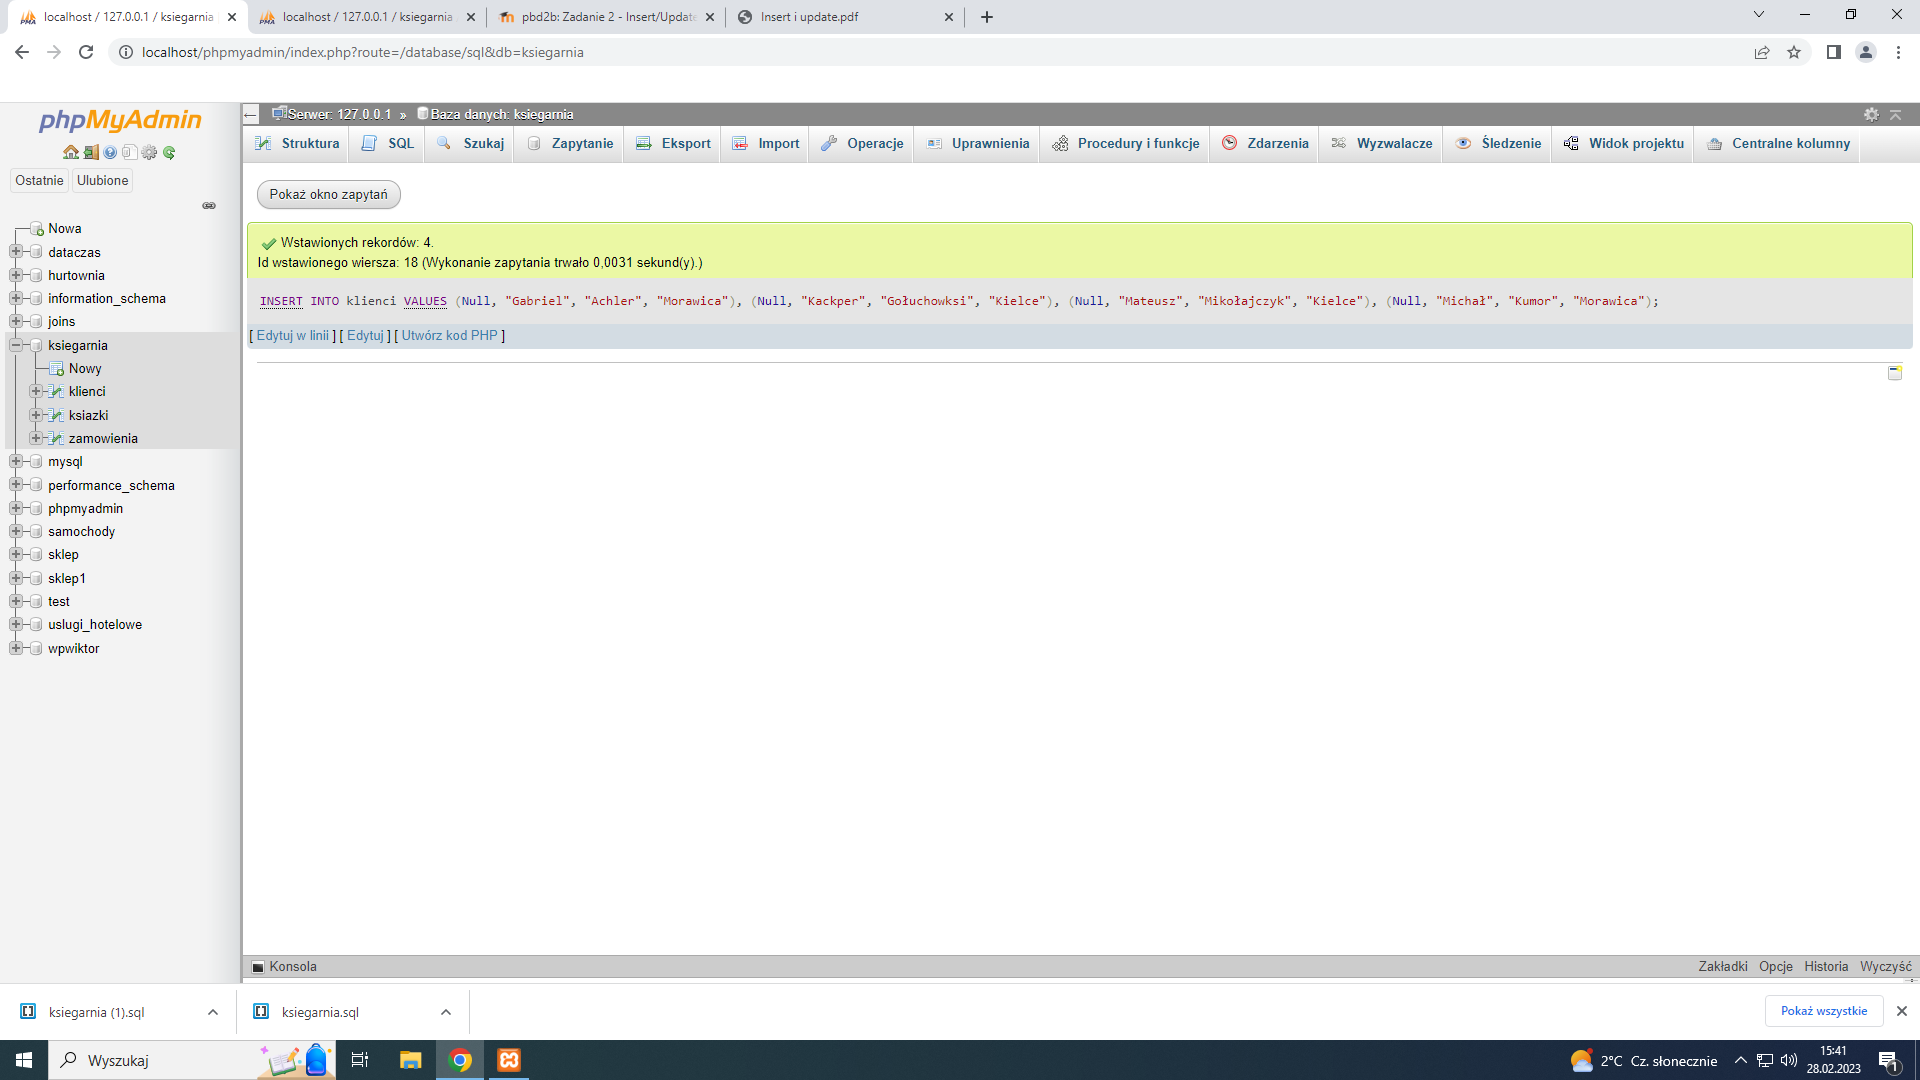 localhost / 127.0.0.1 / ksiegarnia
localhost / 127.0.0.1 / ksiegarnia
pbd2b: Zadanie 2 - Insert/Update
Insert i update.pdf
localhost/phpmyadmin/index.php?route=/database/sql&db=ksiegarnia
phpMyAdmin
Ostatnie Ulubione
Nowa
dataczas
hurtownia
information_schema
joins
ksiegarnia
Nowy
klienci
ksiazki
zamowienia
mysql
performance_schema
phpmyadmin
samochody
sklep
sklep1
test
uslugi_hotelowe
wpwiktor
Serwer: 127.0.0.1 » Baza danych: ksiegarnia
Struktura SQL Szukaj Zapytanie Eksport Import Operacje Uprawnienia Procedury i funkcje Zdarzenia Wyzwalacze Śledzenie Widok projektu Centralne kolumny
Pokaż okno zapytań
Wstawionych rekordów: 4.
Id wstawionego wiersza: 18 (Wykonanie zapytania trwało 0,0031 sekund(y).)
INSERT INTO klienci VALUES (Null, "Gabriel", "Achler", "Morawica"), (Null, "Kackper", "Gołuchowksi", "Kielce"), (Null, "Mateusz", "Mikołajczyk", "Kielce"), (Null, "Michał", "Kumor", "Morawica");
[ Edytuj w linii ] [ Edytuj ] [ Utwórz kod PHP ]
Konsola
Zakładki Opcje Historia Wyczyść
ksiegarnia (1).sql
ksiegarnia.sql
Pokaż wszystkie
Wyszukaj
2°C Cz. słonecznie
15:41
28.02.2023
1